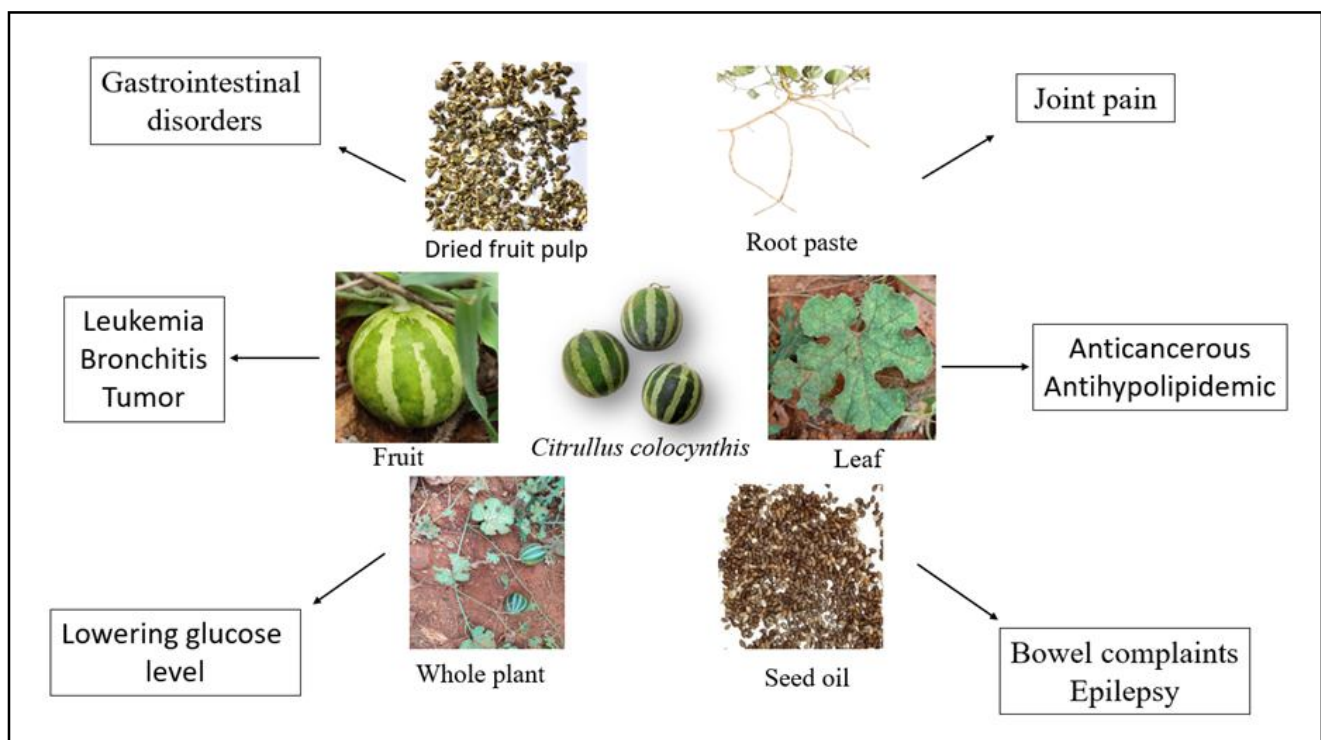 Gastrointestinal
disorders
Dried fruit pulp
Root paste
Joint pain
Leukemia
Bronchitis
Tumor
Fruit
Citrullus colocynthis
Leaf
Anticancerous
Antihypolipidemic
Lowering glucose
level
Whole plant
Seed oil
Bowel complaints
Epilepsy